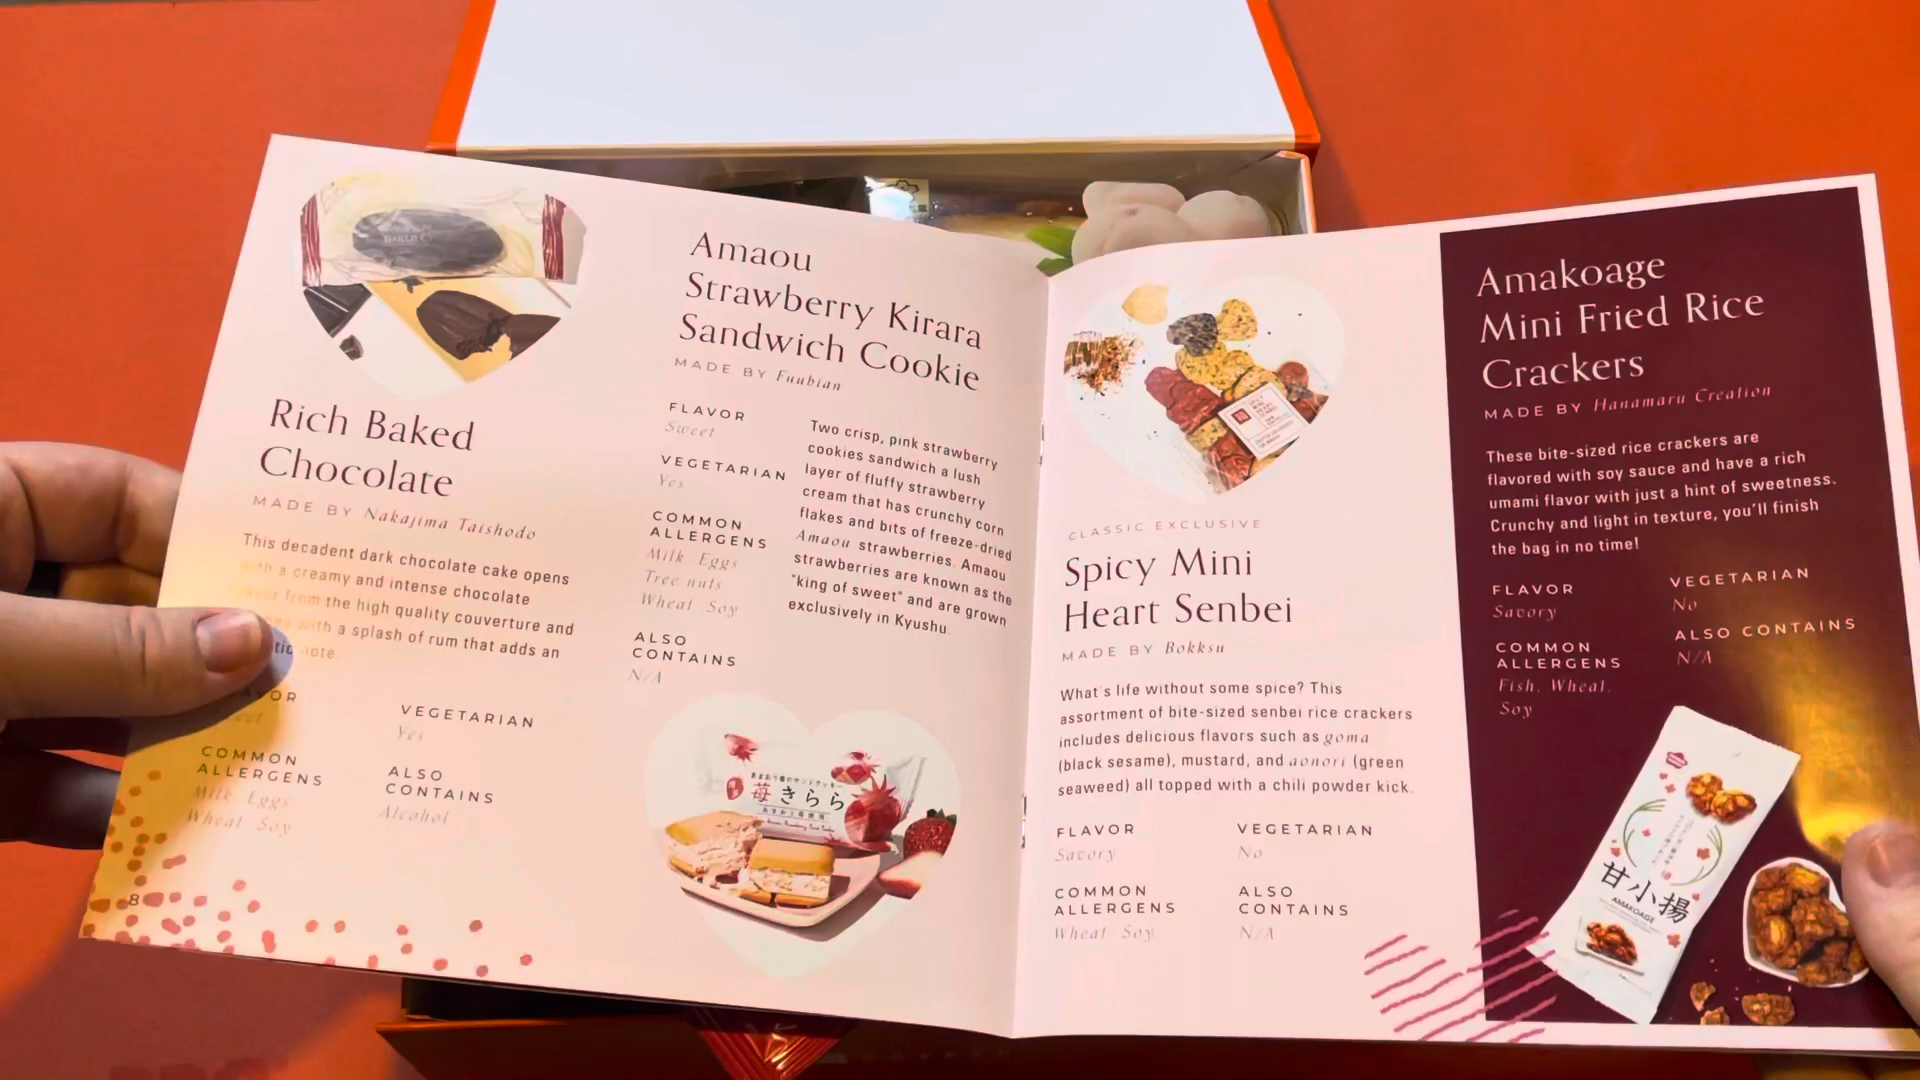 Rich Baked
Chocolate
MADE BY Nakajima Taishodo
This decadent dark chocolate cake opens
with a creamy and intense chocolate
from the high quality couverture and
with a splash of rum that adds an
note.
VEGETARIAN
Yes
COMMON
ALLERGENS
Milk Eggs
Wheat Soy
ALSO
CONTAINS
Alcohol
8
Amaou
Strawberry Kirara
Sandwich Cookie
MADE BY Fuubian
FLAVOR
Sweet
VEGETARIAN
Yes
COMMON
ALLERGENS
Milk Eggs
Tree nuts
Wheat Soy
ALSO
CONTAINS
N/A
Two crisp, pink strawberry
cookies sandwich a lush
layer of fluffy strawberry
cream that has crunchy corn
flakes and bits of freeze-dried
Amaou strawberries. Amaou
strawberries are known as the
"king of sweet" and are grown
exclusively in Kyushu.
苺きらら
CLASSIC EXCLUSIVE
Spicy Mini
Heart Senbei
MADE BY Bokksu
What's life without some spice? This
assortment of bite-sized senbei rice crackers
includes delicious flavors such as goma
(black sesame), mustard, and aonori (green
seaweed) all topped with a chili powder kick.
FLAVOR
Savory
VEGETARIAN
No
COMMON
ALLERGENS
Wheat Soy
ALSO
CONTAINS
N/A
Amakoage
Mini Fried Rice
Crackers
MADE BY Hanamaru Creation
These bite-sized rice crackers are
flavored with soy sauce and have a rich
umami flavor with just a hint of sweetness.
Crunchy and light in texture, you'll finish
the bag in no time!
FLAVOR
Savory
VEGETARIAN
No
COMMON
ALLERGENS
Fish, Wheat,
Soy
ALSO CONTAINS
N/A
甘小揚
AMAKOAGE